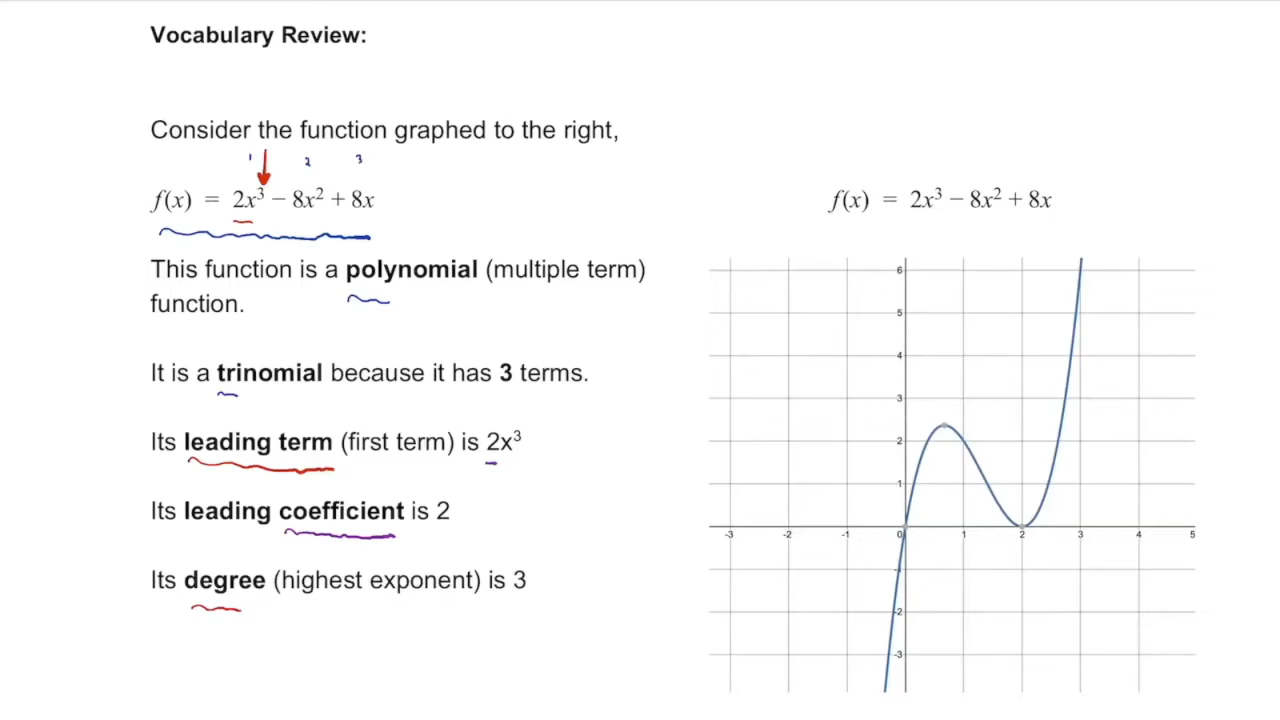 Vocabulary Review:
Consider the function graphed to the right,
1 2 3
f(x) = 2x³ − 8x² + 8x
f(x) = 2x³ − 8x² + 8x
This function is a polynomial (multiple term)
function.
It is a trinomial because it has 3 terms.
Its leading term (first term) is 2x³
Its leading coefficient is 2
Its degree (highest exponent) is 3
6
5
4
3
2
1
-3 -2 -1 0 1 2 3 4 5
-1
-2
-3